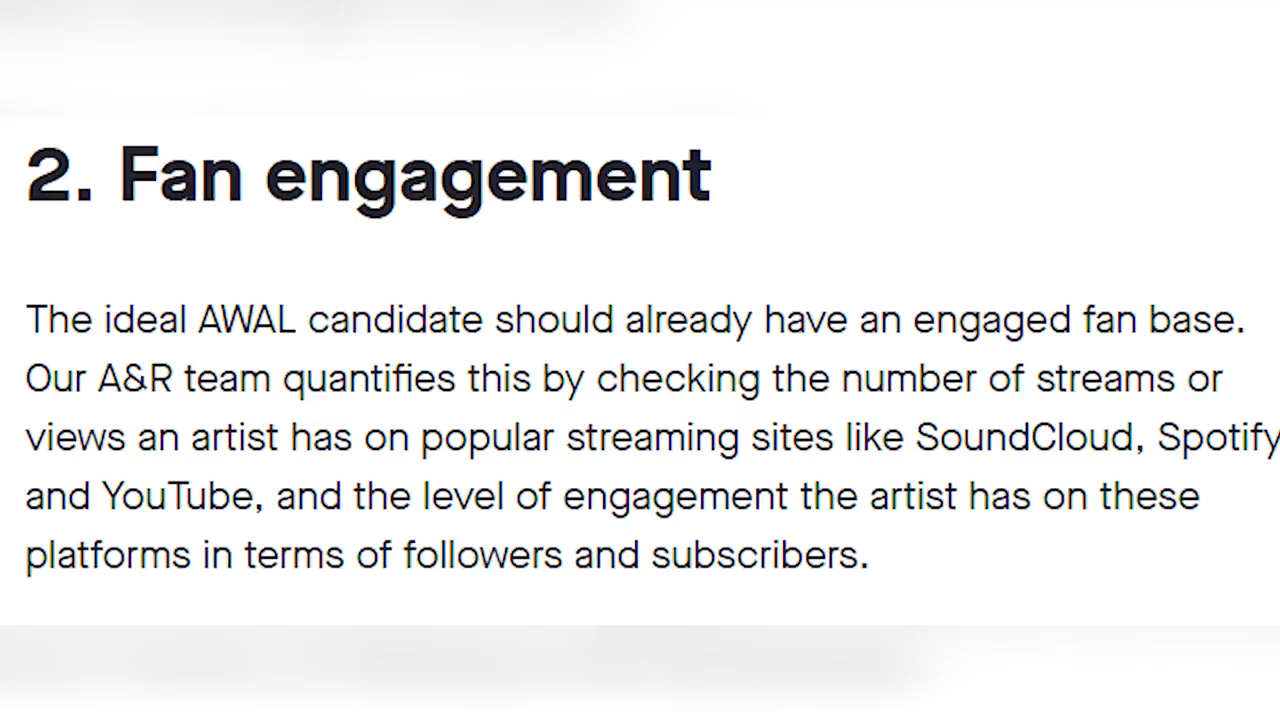 2. Fan engagement
The ideal AWAL candidate should already have an engaged fan base.
Our A&R team quantifies this by checking the number of streams or
views an artist has on popular streaming sites like SoundCloud, Spotify
and YouTube, and the level of engagement the artist has on these
platforms in terms of followers and subscribers.